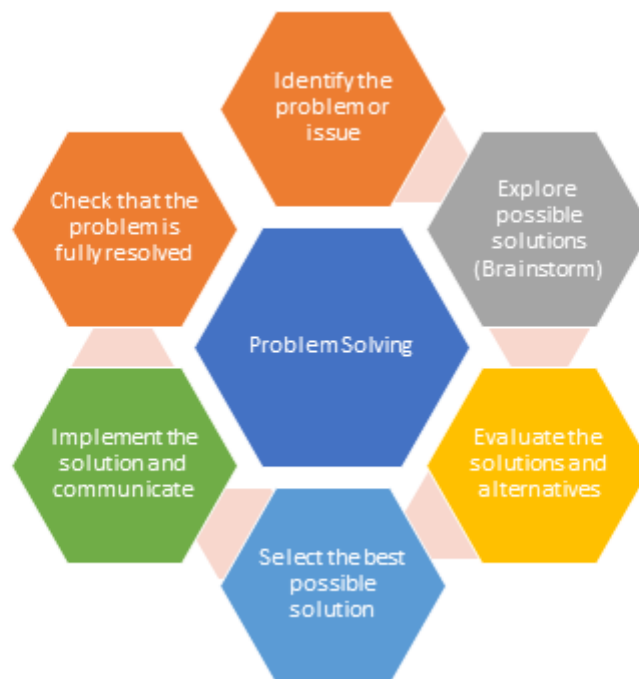 Identify the
problem or
issue
Explore
possible
solutions
(Brainstorm)
Evaluate the
solutions and
alternatives
Select the best
possible
solution
Implement the
solution and
communicate
Check that the
problem is
fully resolved
Problem Solving